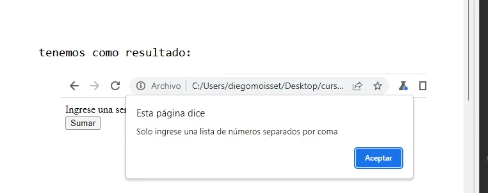 tenemos como resultado:
Archivo C:/Users/diegomoisset/Desktop/curs...
Ingrese una ser
Sumar
Esta página dice
Solo ingrese una lista de números separados por coma
Aceptar